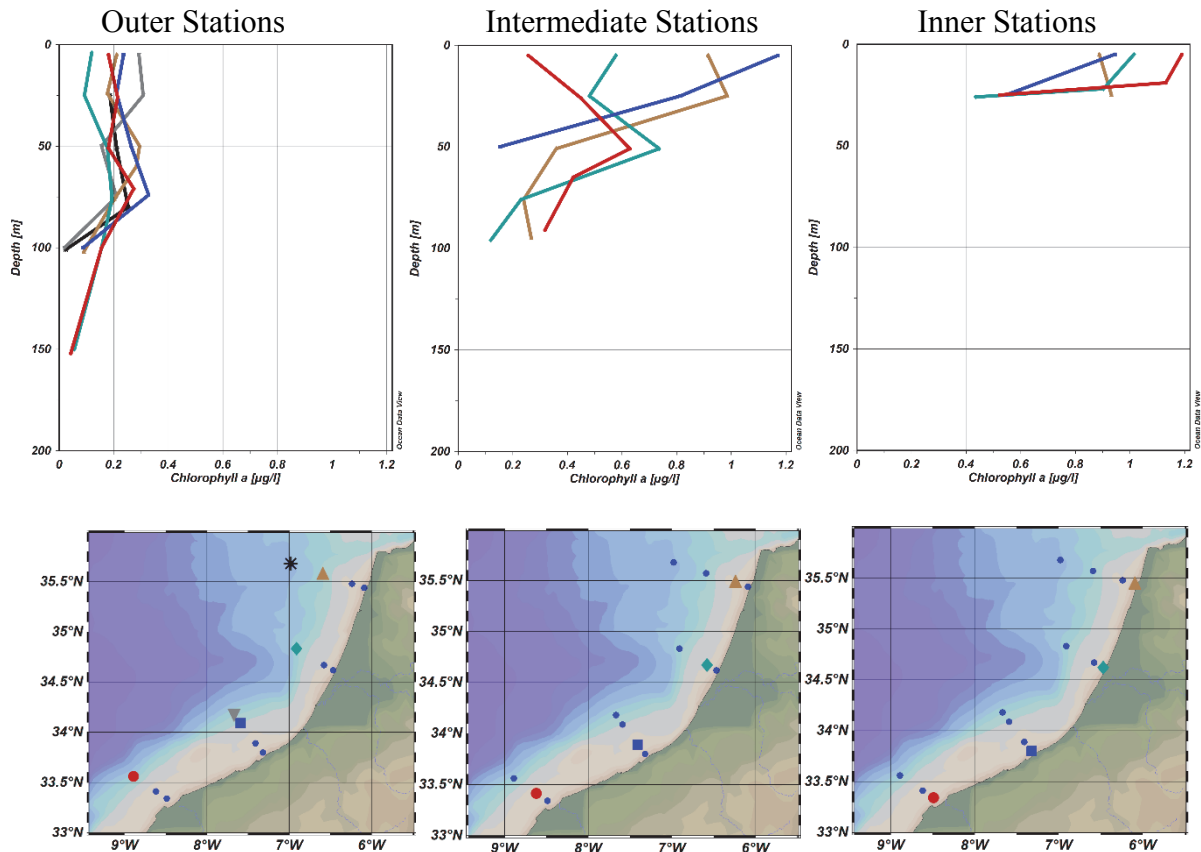 Outer Stations
Intermediate Stations
Inner Stations
0
50
100
150
200
Depth [m]
0 0.2 0.4 0.6 0.8 1 1.2
Chlorophyll a [µg/l]
Ocean Data View
0
50
100
150
200
Depth [m]
0 0.2 0.4 0.6 0.8 1 1.2
Chlorophyll a [µg/l]
Ocean Data View
0
50
100
150
200
Depth [m]
0 0.2 0.4 0.6 0.8 1 1.2
Chlorophyll a [µg/l]
Ocean Data View
35.5°N
35°N
34.5°N
34°N
33.5°N
33°N
9°W 8°W 7°W 6°W
35.5°N
35°N
34.5°N
34°N
33.5°N
33°N
9°W 8°W 7°W 6°W
35.5°N
35°N
34.5°N
34°N
33.5°N
33°N
9°W 8°W 7°W 6°W